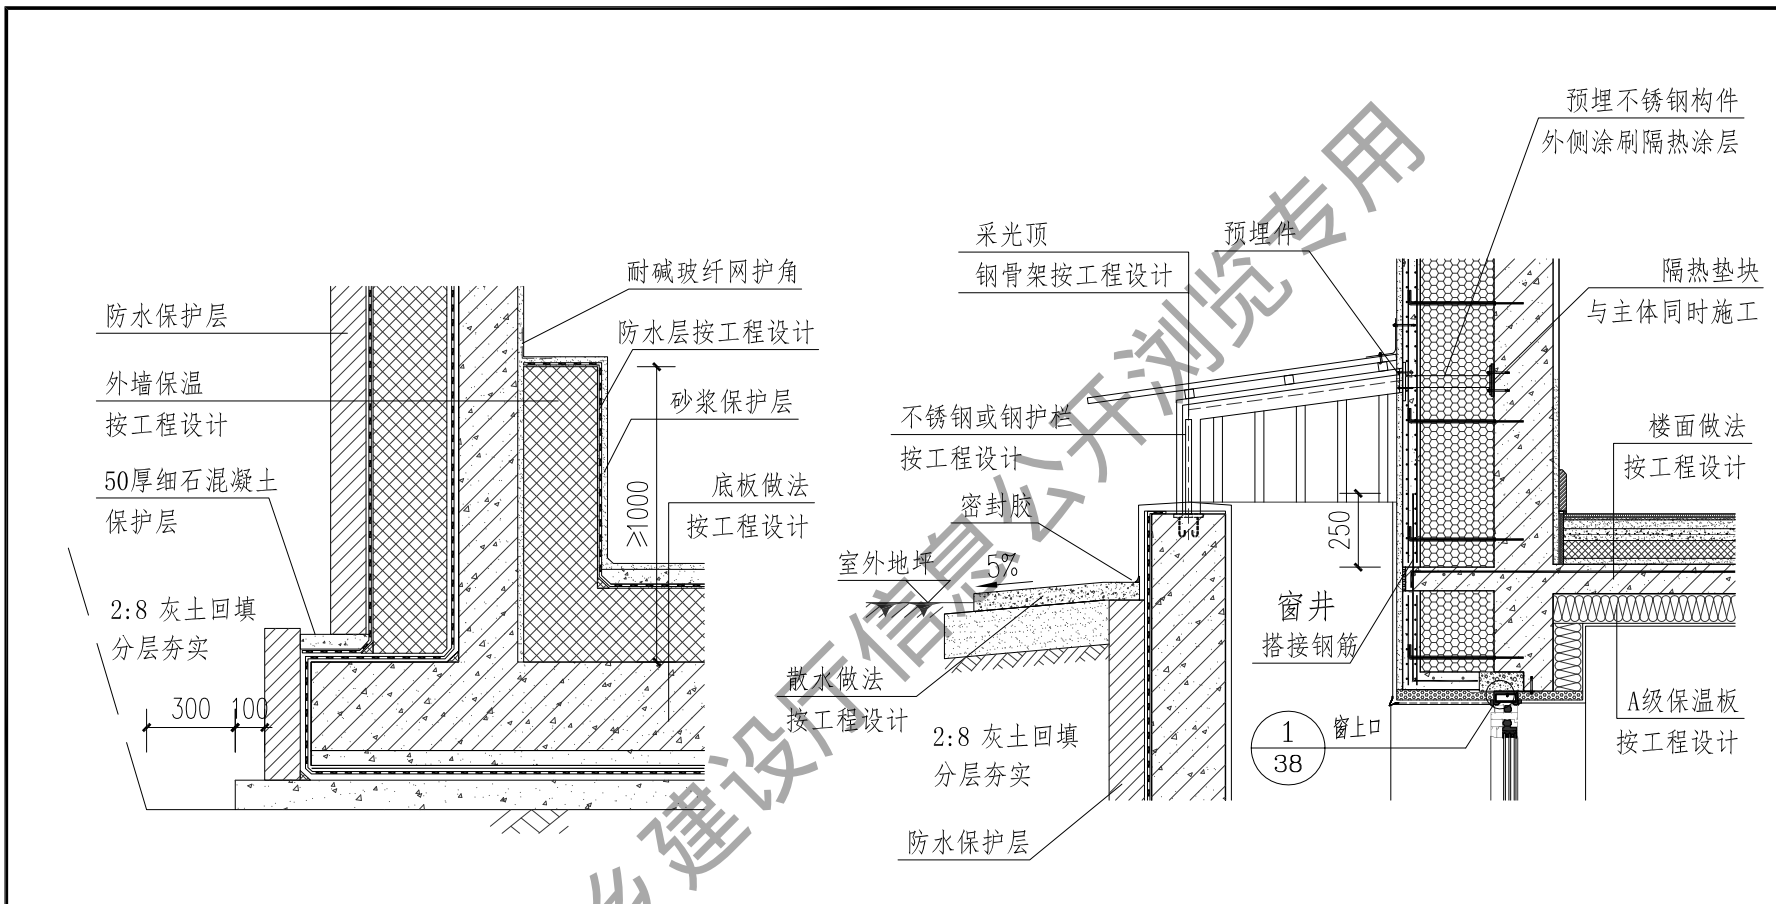 耐碱玻纤网护角
防水保护层
防水层按工程设计
外墙保温
按工程设计
砂浆保护层
50厚细石混凝土
保护层
底板做法
按工程设计
≥1000
2:8 灰土回填
分层夯实
300
100
预埋不锈钢构件
外侧涂刷隔热涂层
采光顶
钢骨架按工程设计
预埋件
隔热垫块
与主体同时施工
不锈钢或钢护栏
按工程设计
楼面做法
按工程设计
密封胶
250
室外地坪
5%
窗井
搭接钢筋
散水做法
按工程设计
A级保温板
按工程设计
2:8 灰土回填
分层夯实
1
38
窗上口
防水保护层
乡建设厅信息公开浏览专用